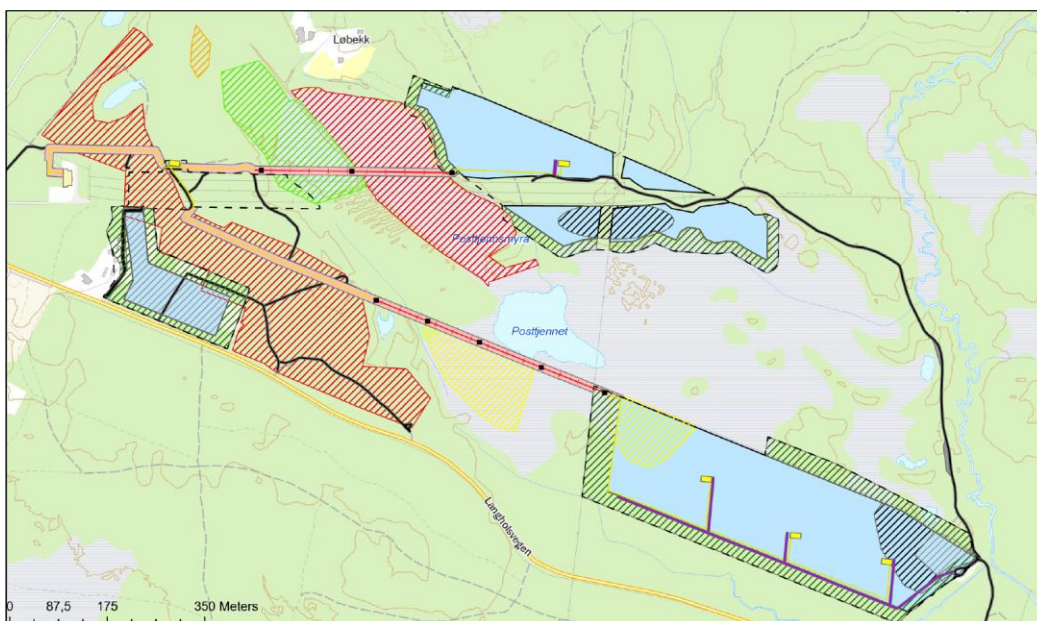 Løbekk
Posttjennsmyra
Posttjennet
Langholsvegen
0 87,5 175 350 Meters